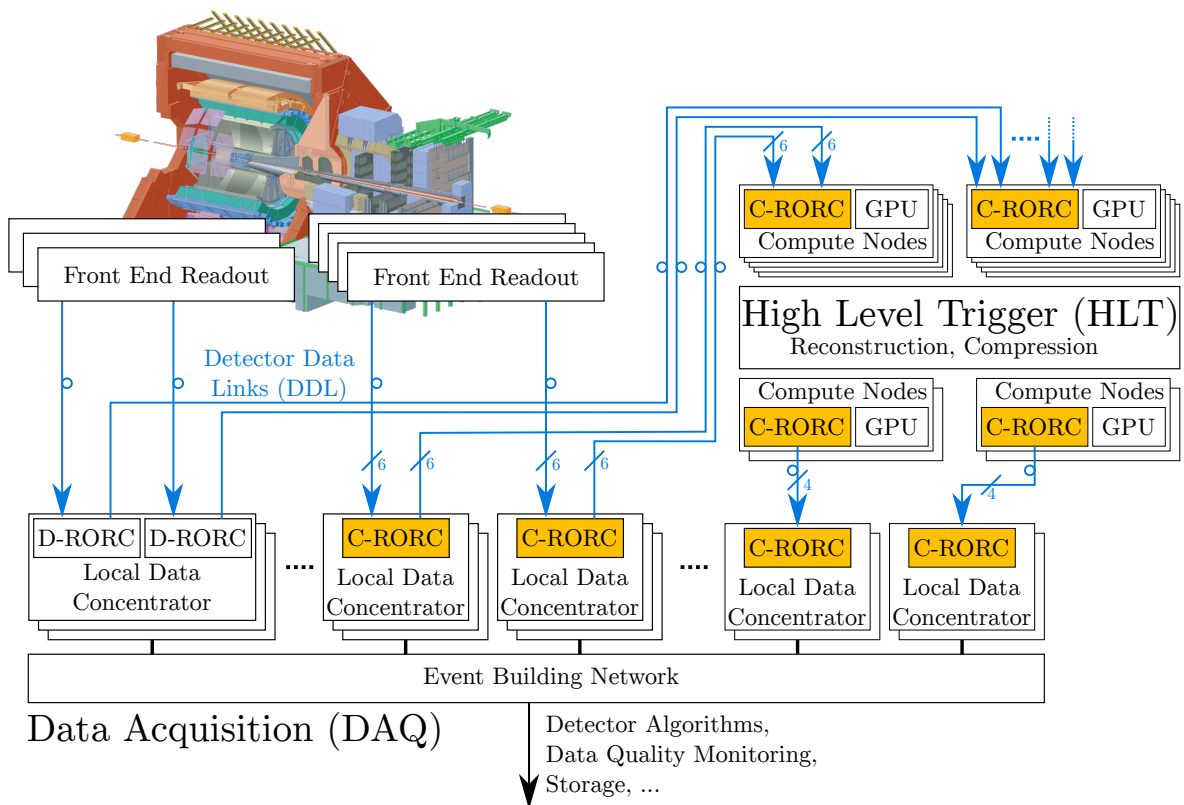 6
6
C-RORC
GPU
Compute Nodes
C-RORC
GPU
Compute Nodes
Front End Readout
Front End Readout
High Level Trigger (HLT)
Reconstruction, Compression
Detector Data
Links (DDL)
Compute Nodes
C-RORC
GPU
Compute Nodes
C-RORC
GPU
6
6
6
6
4
4
D-RORC
D-RORC
Local Data
Concentrator
C-RORC
Local Data
Concentrator
C-RORC
Local Data
Concentrator
C-RORC
Local Data
Concentrator
C-RORC
Local Data
Concentrator
Event Building Network
Data Acquisition (DAQ)
Detector Algorithms,
Data Quality Monitoring,
Storage, ...